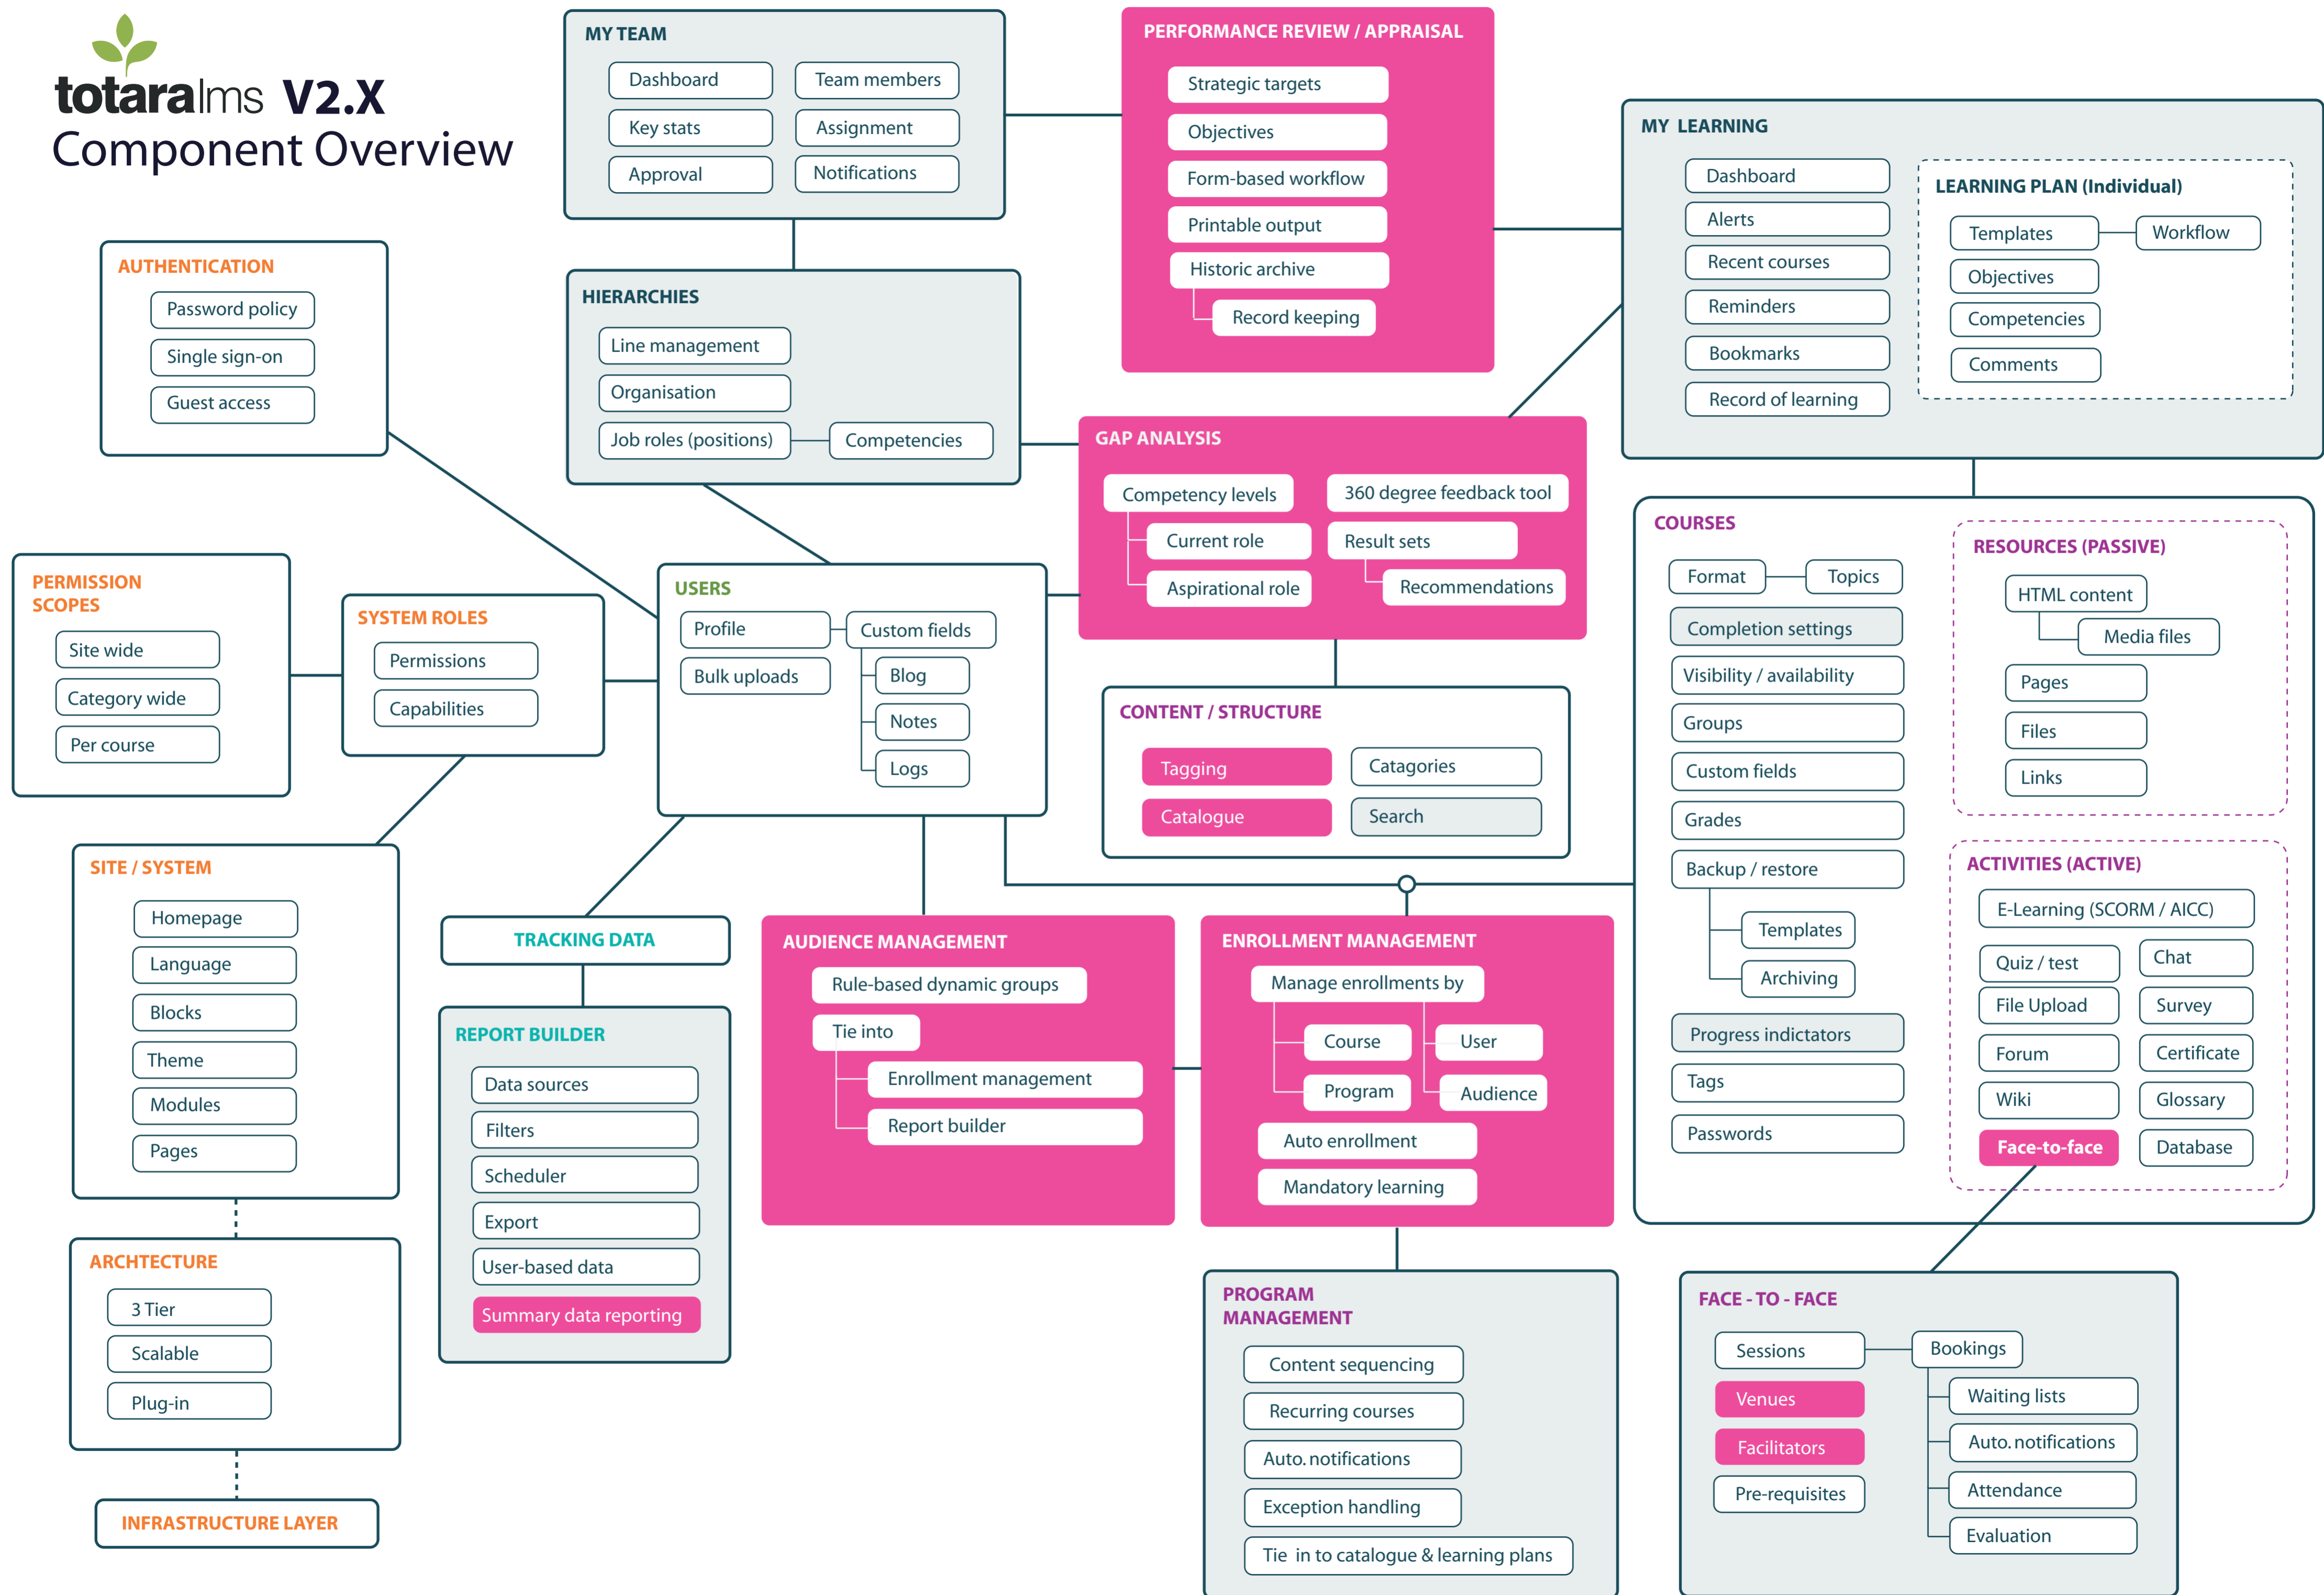 totaralms V2.X
Component Overview
MY TEAM
Dashboard
Team members
Key stats
Assignment
Approval
Notifications
PERFORMANCE REVIEW / APPRAISAL
Strategic targets
Objectives
Form-based workflow
Printable output
Historic archive
Record keeping
MY LEARNING
Dashboard
Alerts
Recent courses
Reminders
Bookmarks
Record of learning
LEARNING PLAN (Individual)
Templates
Workflow
Objectives
Competencies
Comments
AUTHENTICATION
Password policy
Single sign-on
Guest access
HIERARCHIES
Line management
Organisation
Job roles (positions)
Competencies
GAP ANALYSIS
Competency levels
Current role
Aspirational role
360 degree feedback tool
Result sets
Recommendations
PERMISSION
SCOPES
Site wide
Category wide
Per course
SYSTEM ROLES
Permissions
Capabilities
USERS
Profile
Custom fields
Bulk uploads
Blog
Notes
Logs
CONTENT / STRUCTURE
Tagging
Catagories
Catalogue
Search
COURSES
Format
Topics
Completion settings
Visibility / availability
Groups
Custom fields
Grades
Backup / restore
Templates
Archiving
Progress indictators
Tags
Passwords
RESOURCES (PASSIVE)
HTML content
Media files
Pages
Files
Links
ACTIVITIES (ACTIVE)
E-Learning (SCORM / AICC)
Quiz / test
Chat
File Upload
Survey
Forum
Certificate
Wiki
Glossary
Face-to-face
Database
SITE / SYSTEM
Homepage
Language
Blocks
Theme
Modules
Pages
TRACKING DATA
REPORT BUILDER
Data sources
Filters
Scheduler
Export
User-based data
Summary data reporting
AUDIENCE MANAGEMENT
Rule-based dynamic groups
Tie into
Enrollment management
Report builder
ENROLLMENT MANAGEMENT
Manage enrollments by
Course
User
Program
Audience
Auto enrollment
Mandatory learning
ARCHTECTURE
3 Tier
Scalable
Plug-in
INFRASTRUCTURE LAYER
PROGRAM
MANAGEMENT
Content sequencing
Recurring courses
Auto. notifications
Exception handling
Tie in to catalogue & learning plans
FACE - TO - FACE
Sessions
Bookings
Venues
Waiting lists
Facilitators
Auto. notifications
Pre-requisites
Attendance
Evaluation